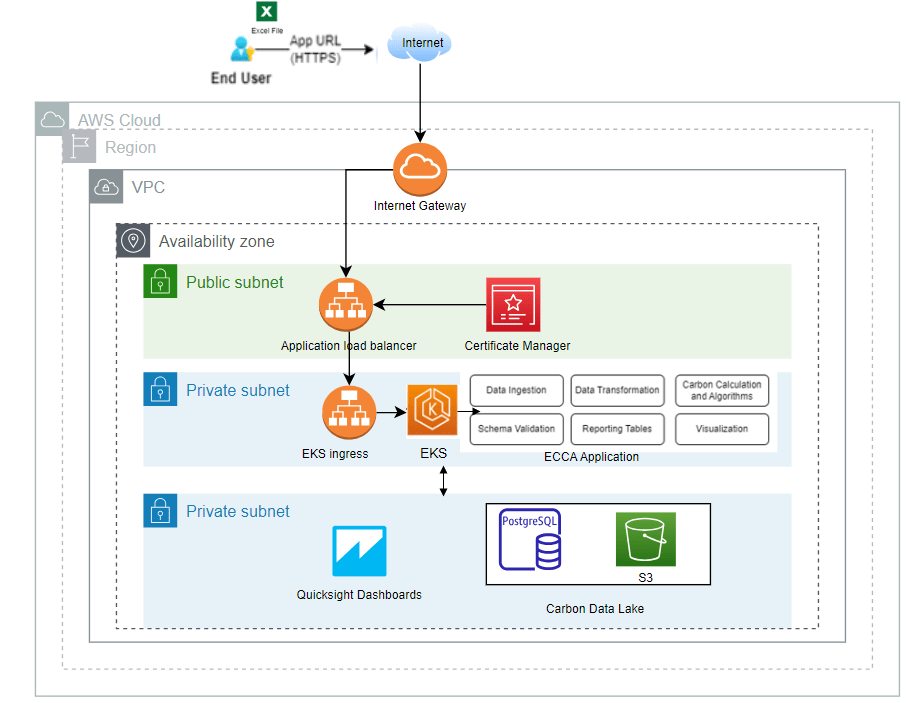 X
Excel File
App URL
(HTTPS)
Internet
End User
AWS Cloud
Region
VPC
Internet Gateway
Availability zone
Public subnet
Application load balancer
Certificate Manager
Private subnet
EKS ingress
K
EKS
Data Ingestion
Data Transformation
Carbon Calculation
and Algorithms
Schema Validation
Reporting Tables
Visualization
ECCA Application
Private subnet
Quicksight Dashboards
PostgreSQL
S3
Carbon Data Lake